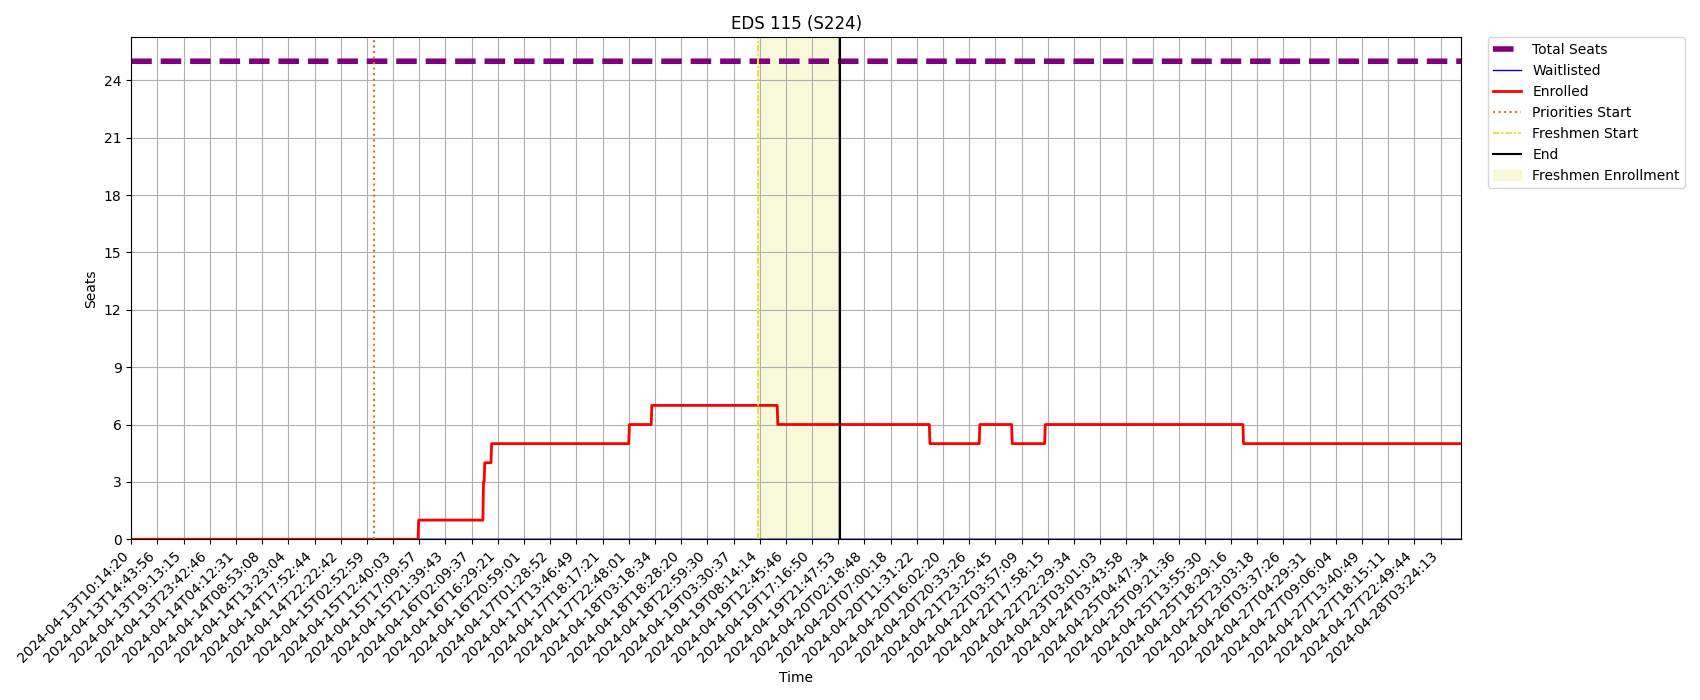 EDS 115 (S224)
Total Seats
Waitlisted
Enrolled
Priorities Start
Freshmen Start
End
Freshmen Enrollment
Seats
24
21
18
15
12
9
6
3
0
2024-04-13T10:14:20
2024-04-13T14:43:56
2024-04-13T19:13:15
2024-04-13T23:42:46
2024-04-14T04:12:31
2024-04-14T08:53:08
2024-04-14T13:23:04
2024-04-14T17:52:44
2024-04-14T22:22:42
2024-04-15T02:52:59
2024-04-15T12:40:03
2024-04-15T17:09:57
2024-04-15T21:39:43
2024-04-16T02:09:37
2024-04-16T16:29:21
2024-04-16T20:59:01
2024-04-17T01:28:52
2024-04-17T13:46:49
2024-04-17T18:17:21
2024-04-17T22:48:01
2024-04-18T03:18:34
2024-04-18T18:28:20
2024-04-18T22:59:30
2024-04-19T03:30:37
2024-04-19T08:14:14
2024-04-19T12:45:46
2024-04-19T17:16:50
2024-04-19T21:47:53
2024-04-20T02:18:48
2024-04-20T07:00:18
2024-04-20T11:31:22
2024-04-20T16:02:20
2024-04-20T20:33:26
2024-04-21T23:25:45
2024-04-22T03:57:09
2024-04-22T17:58:15
2024-04-22T22:29:34
2024-04-23T03:01:03
2024-04-24T03:43:58
2024-04-25T04:47:34
2024-04-25T09:21:36
2024-04-25T13:55:30
2024-04-25T18:29:16
2024-04-25T23:03:18
2024-04-26T03:37:26
2024-04-27T04:29:31
2024-04-27T09:06:04
2024-04-27T13:40:49
2024-04-27T18:15:11
2024-04-27T22:49:44
2024-04-28T03:24:13
Time